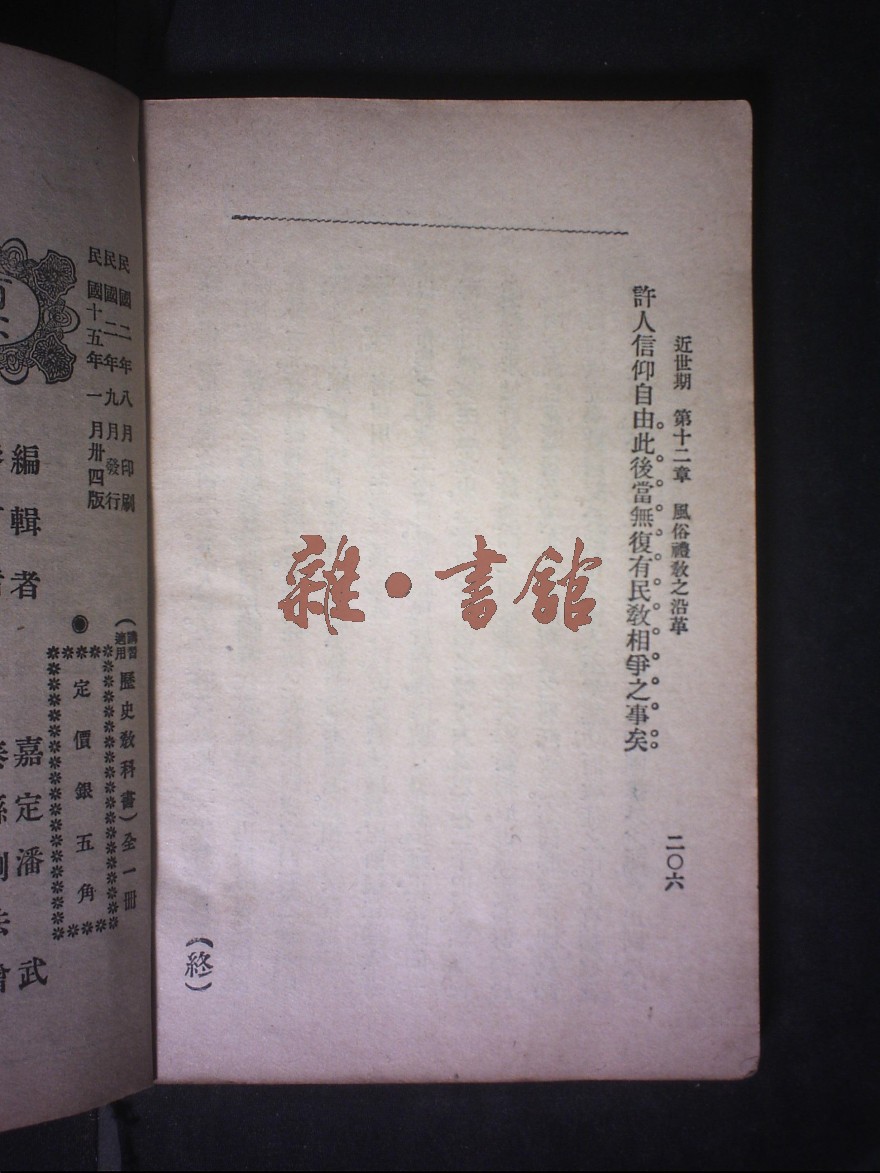 近世期 第十二章 風俗禮敎之沿革
二〇六
許人信仰自由此後當無復有民敎相爭之事矣
(終)
雜•書館
民國二年八月印刷
民國二年九月發行
民國十五年一月卅四版
(講習適用歷史敎科書)全一冊
定價銀五角
編輯者 嘉定潘武